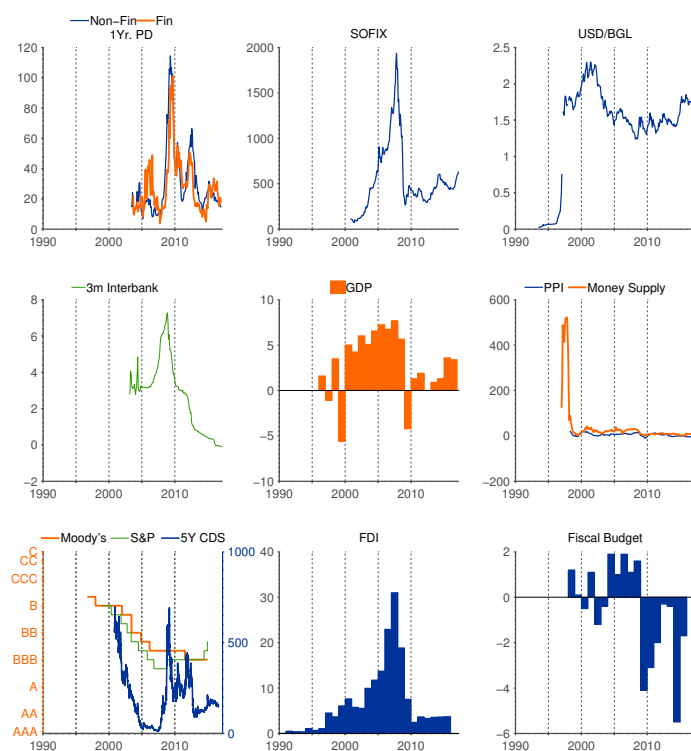 Non−Fin Fin
1Yr. PD
120
100
80
60
40
20
0
1990 2000 2010
SOFIX
2000
1500
1000
500
0
1990 2000 2010
USD/BGL
2.5
2
1.5
1
0.5
0
1990 2000 2010
3m Interbank
8
6
4
2
0
−2
1990 2000 2010
GDP
10
5
0
−5
−10
1990 2000 2010
PPI Money Supply
600
400
200
0
−200
1990 2000 2010
Moody's S&P 5Y CDS
C
CC
CCC
B
BB
BBB
A
AA
AAA
1000
500
0
1990 2000 2010
FDI
40
30
20
10
0
1990 2000 2010
Fiscal Budget
2
0
−2
−4
−6
1990 2000 2010